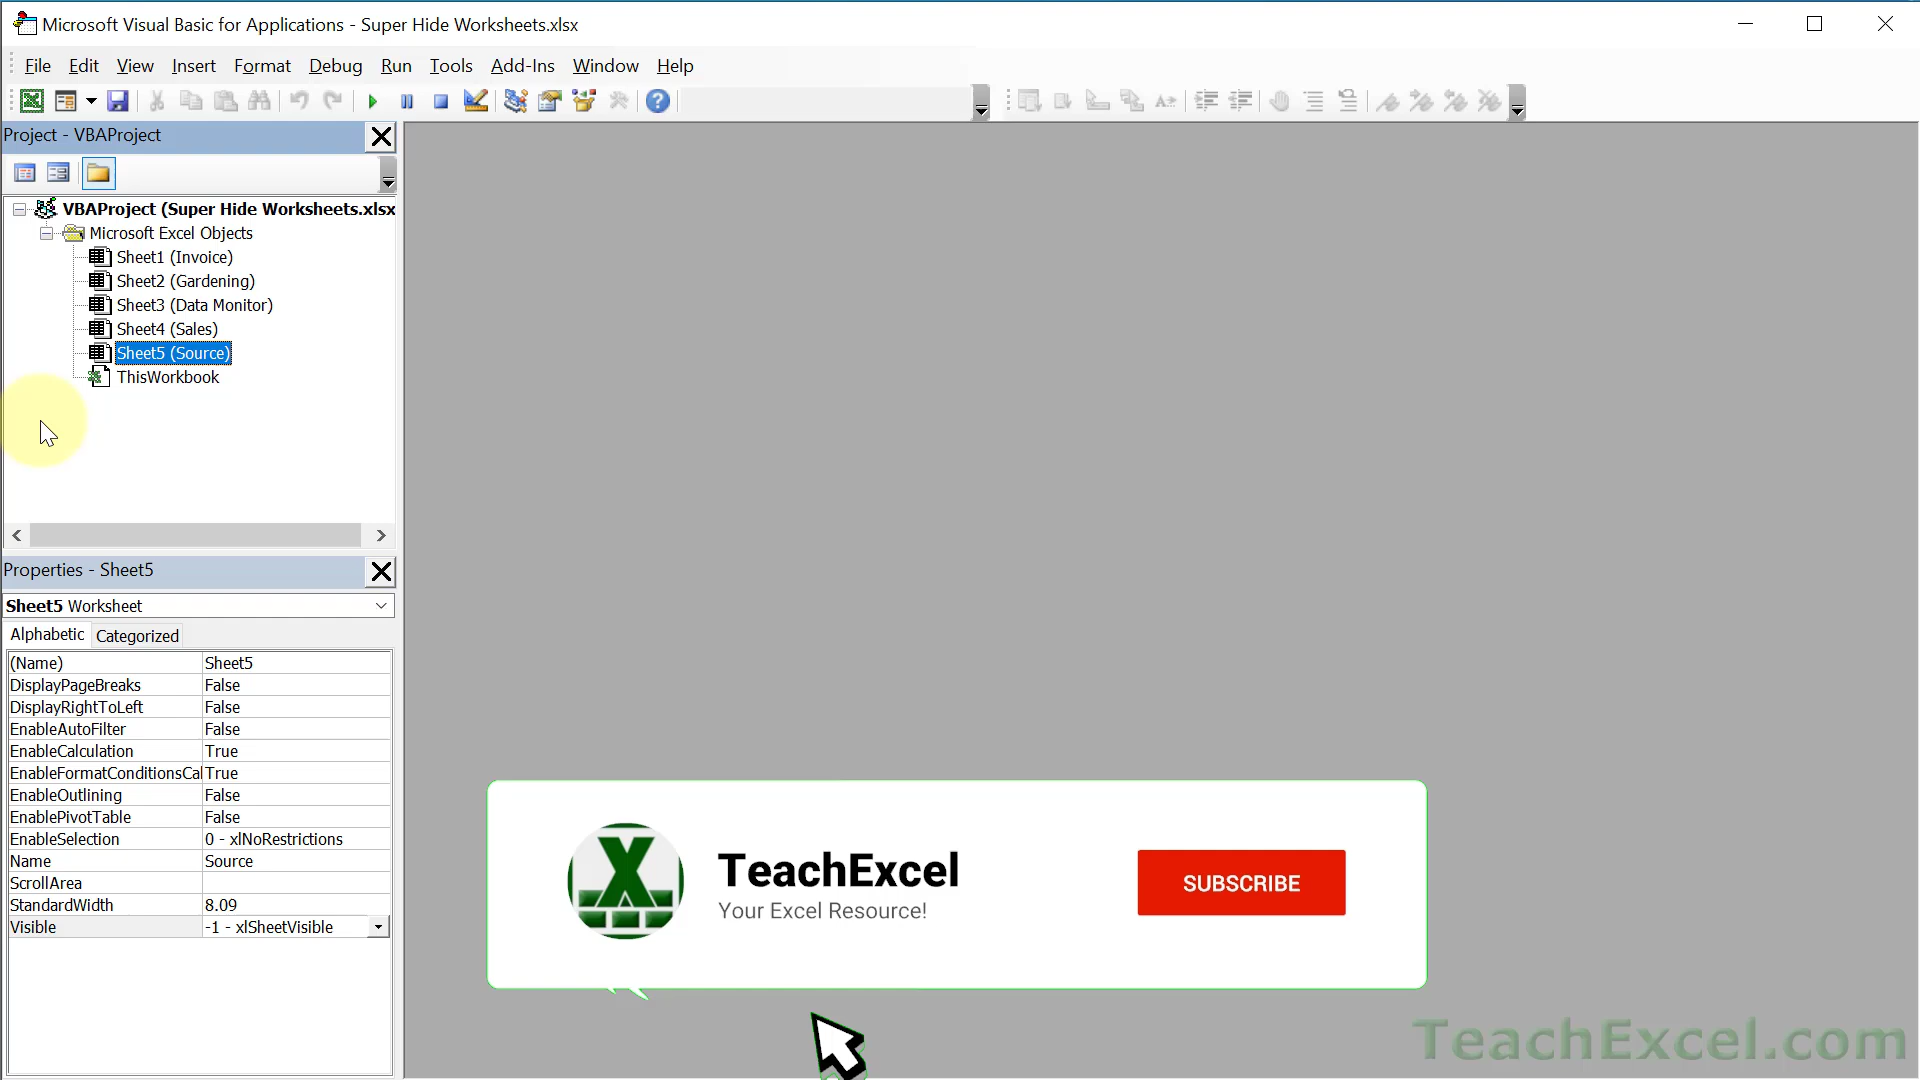 Microsoft Visual Basic for Applications - Super Hide Worksheets.xlsx
File Edit View Insert Format Debug Run Tools Add-Ins Window Help
Project - VBAProject
VBAProject (Super Hide Worksheets.xlsx
Microsoft Excel Objects
Sheet1 (Invoice)
Sheet2 (Gardening)
Sheet3 (Data Monitor)
Sheet4 (Sales)
Sheet5 (Source)
ThisWorkbook
Properties - Sheet5
Sheet5 Worksheet
Alphabetic Categorized
(Name) Sheet5
DisplayPageBreaks False
DisplayRightToLeft False
EnableAutoFilter False
EnableCalculation True
EnableFormatConditionsCal True
EnableOutlining False
EnablePivotTable False
EnableSelection 0 - xlNoRestrictions
Name Source
ScrollArea
StandardWidth 8.09
Visible -1 - xlSheetVisible
TeachExcel
Your Excel Resource!
SUBSCRIBE
TeachExcel.com